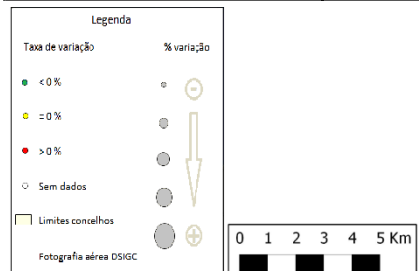 Legenda
Taxa de variação % variação
< 0 %
= 0 %
> 0 %
Sem dados
Limites concelhos
Fotografia aérea DSIGC
0 1 2 3 4 5 Km